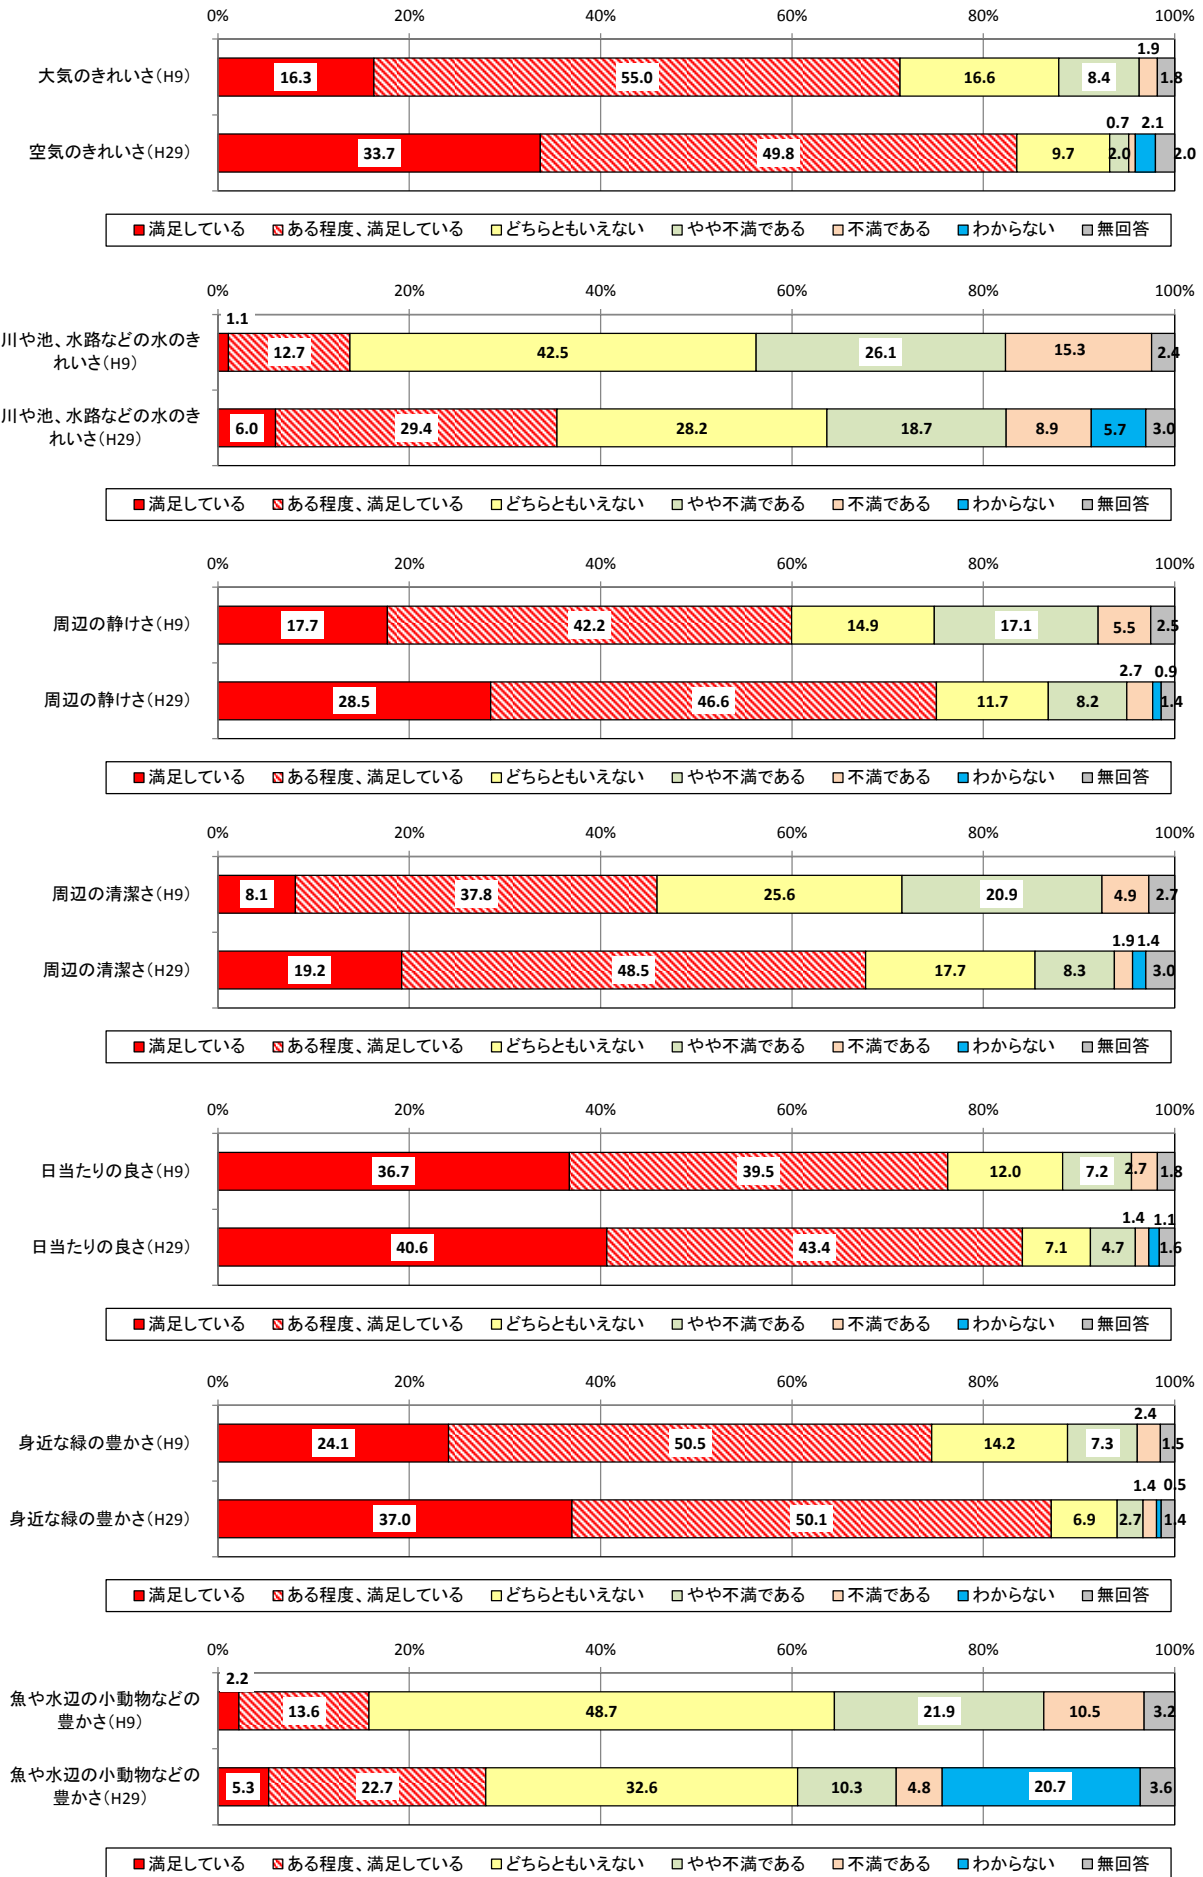 0% 20% 40% 60% 80% 100%
1.9
大気のきれいさ(H9) 16.3 55.0 16.6 8.4 1.8
0.7 2.1
空気のきれいさ(H29) 33.7 49.8 9.7 2.0 2.0
満足している ある程度、満足している どちらともいえない やや不満である 不満である わからない 無回答
0% 20% 40% 60% 80% 100%
1.1
川や池、水路などの水のき
れいさ(H9)
12.7 42.5 26.1 15.3 2.4
川や池、水路などの水のき
れいさ(H29)
6.0 29.4 28.2 18.7 8.9 5.7 3.0
満足している ある程度、満足している どちらともいえない やや不満である 不満である わからない 無回答
0% 20% 40% 60% 80% 100%
周辺の静けさ(H9) 17.7 42.2 14.9 17.1 5.5 2.5
2.7 0.9
周辺の静けさ(H29) 28.5 46.6 11.7 8.2 1.4
満足している ある程度、満足している どちらともいえない やや不満である 不満である わからない 無回答
0% 20% 40% 60% 80% 100%
周辺の清潔さ(H9) 8.1 37.8 25.6 20.9 4.9 2.7
1.9 1.4
周辺の清潔さ(H29) 19.2 48.5 17.7 8.3 3.0
満足している ある程度、満足している どちらともいえない やや不満である 不満である わからない 無回答
0% 20% 40% 60% 80% 100%
日当たりの良さ(H9) 36.7 39.5 12.0 7.2 2.7 1.8
1.4 1.1
日当たりの良さ(H29) 40.6 43.4 7.1 4.7 1.6
満足している ある程度、満足している どちらともいえない やや不満である 不満である わからない 無回答
0% 20% 40% 60% 80% 100%
2.4
身近な緑の豊かさ(H9) 24.1 50.5 14.2 7.3 1.5
1.4 0.5
身近な緑の豊かさ(H29) 37.0 50.1 6.9 2.7 1.4
満足している ある程度、満足している どちらともいえない やや不満である 不満である わからない 無回答
0% 20% 40% 60% 80% 100%
2.2
魚や水辺の小動物などの
豊かさ(H9)
13.6 48.7 21.9 10.5 3.2
魚や水辺の小動物などの
豊かさ(H29)
5.3 22.7 32.6 10.3 4.8 20.7 3.6
満足している ある程度、満足している どちらともいえない やや不満である 不満である わからない 無回答